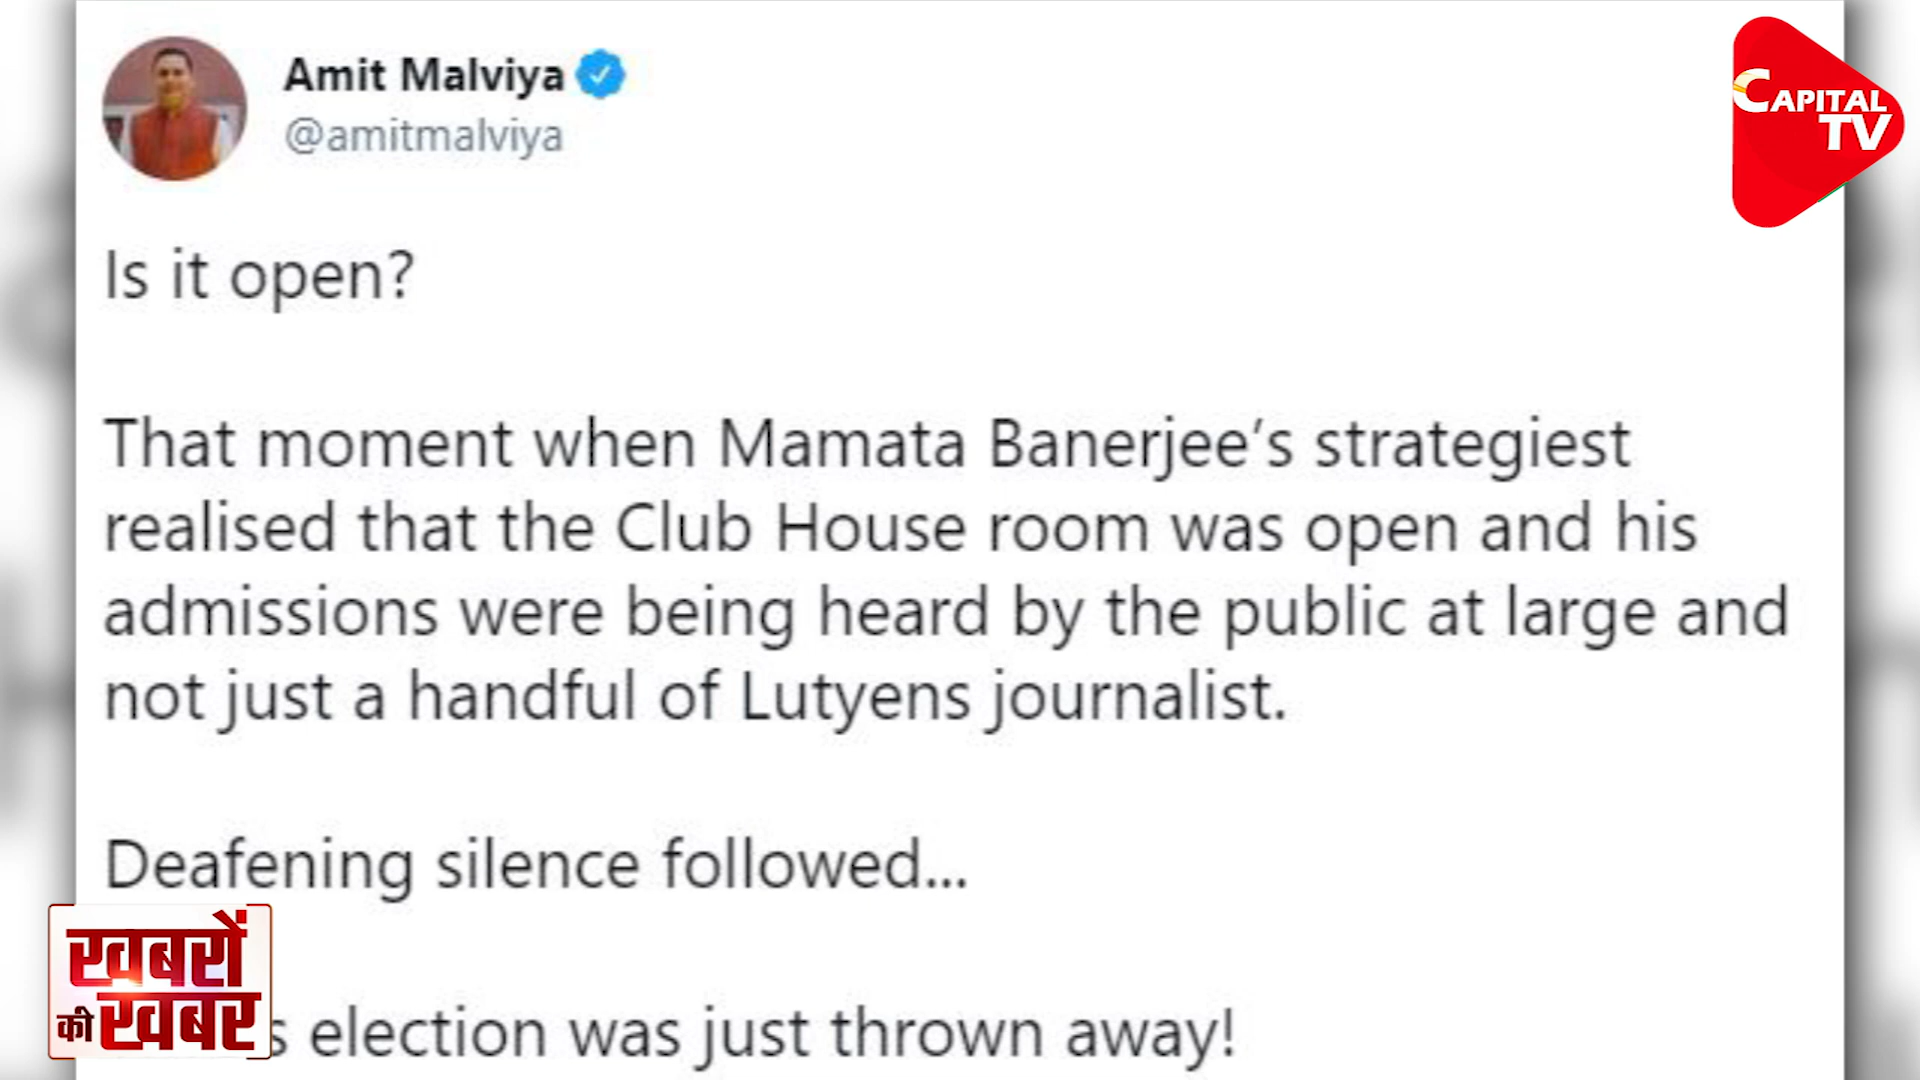 Amit Malviya
@amitmalviya
CAPITAL
TV
Is it open?
That moment when Mamata Banerjee's strategiest
realised that the Club House room was open and his
admissions were being heard by the public at large and
not just a handful of Lutyens journalist.
Deafening silence followed...
s election was just thrown away!
खबरों
की खबर